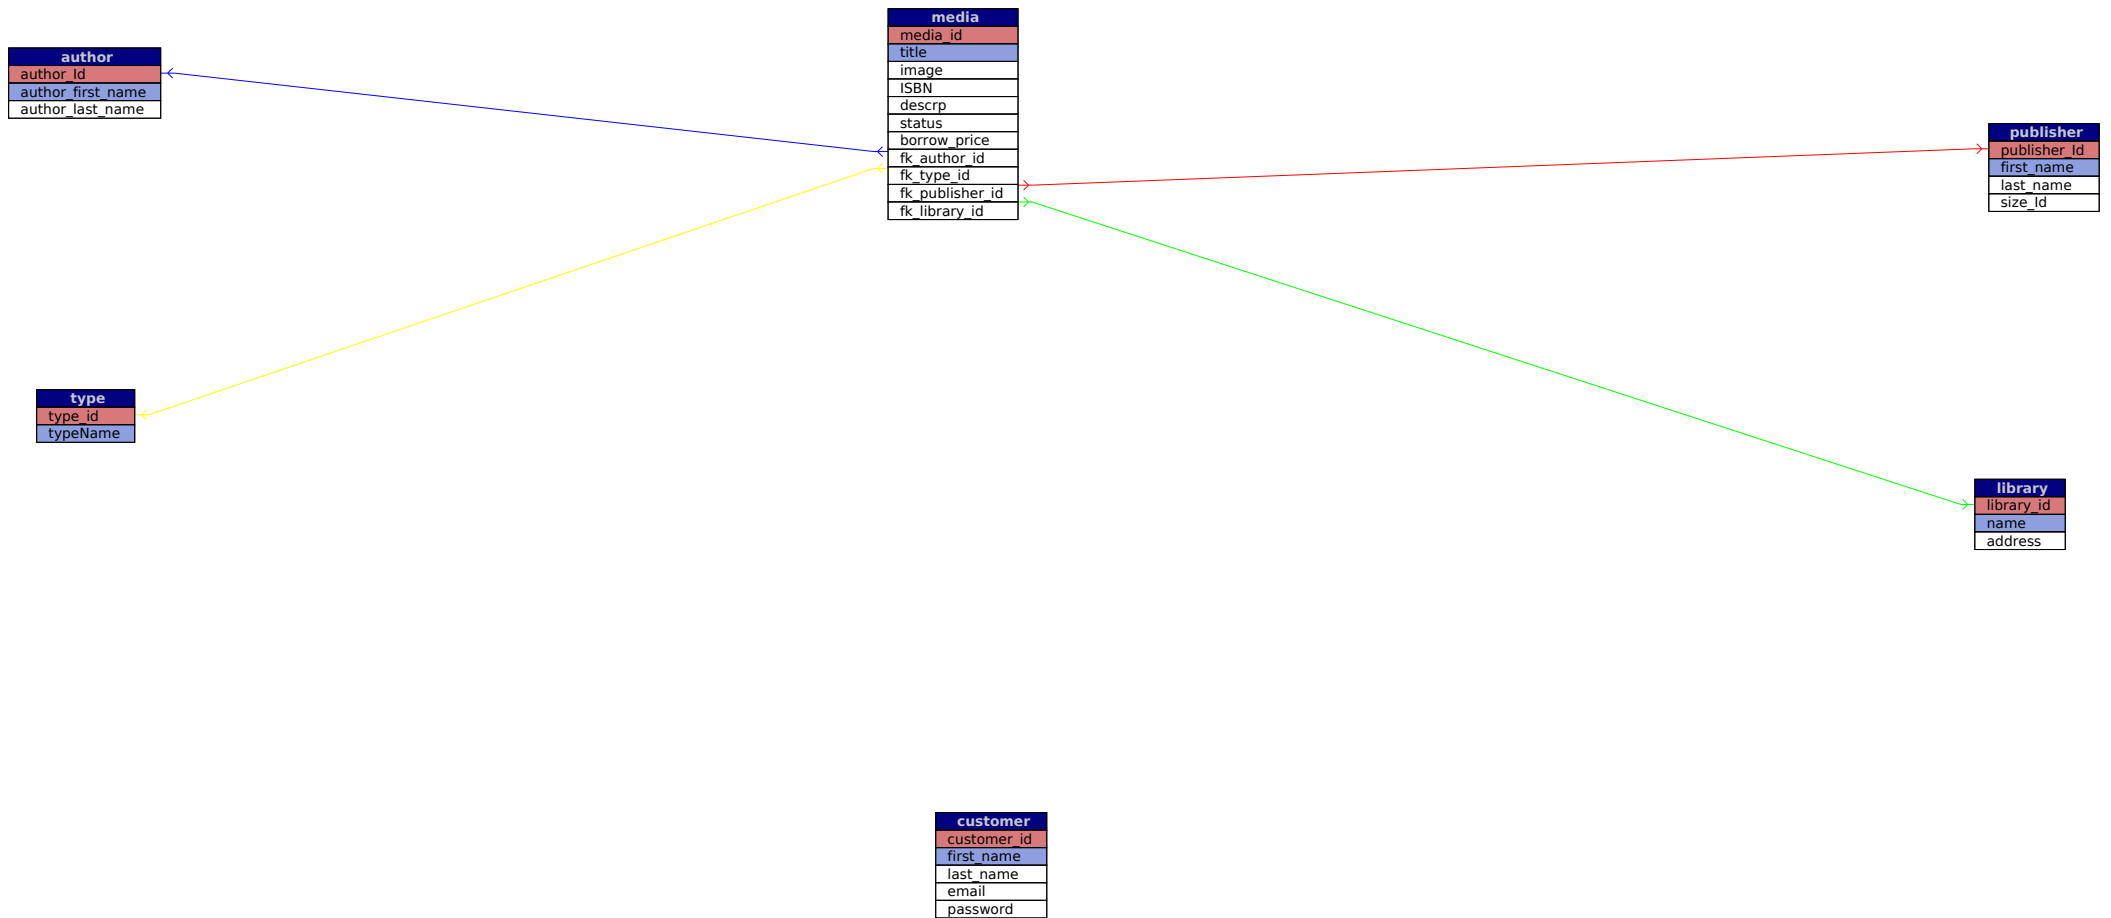 media
media_id
title
image
ISBN
descrp
status
borrow_price
fk_author_id
fk_type_id
fk_publisher_id
fk_library_id
author
author_Id
author_first_name
author_last_name
publisher
publisher_Id
first_name
last_name
size_Id
type
type_id
typeName
library
library_id
name
address
customer
customer_id
first_name
last_name
email
password